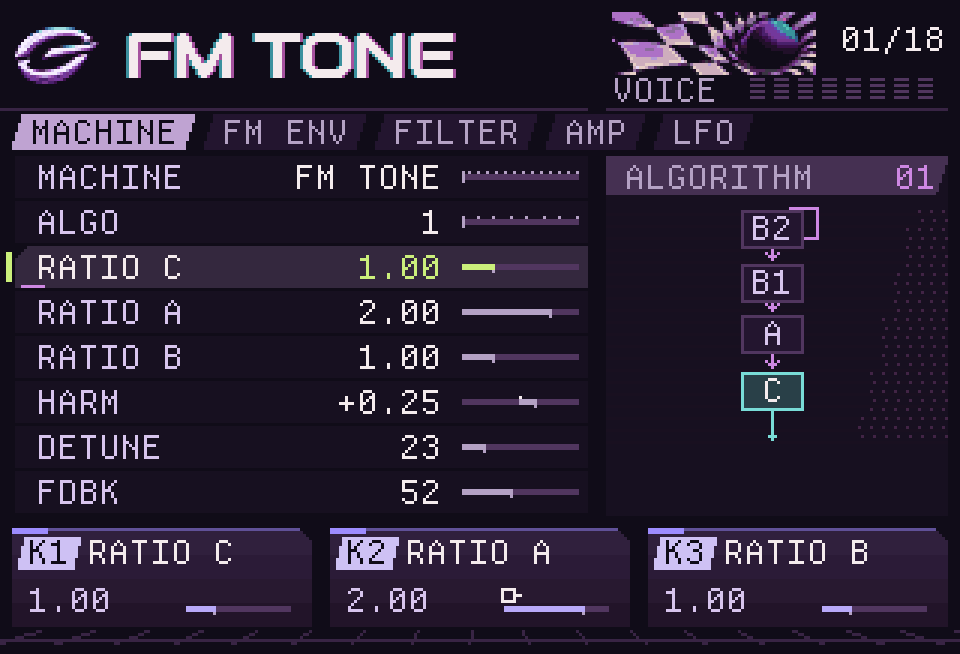 FM TONE
01/18
VOICE
MACHINE FM ENV FILTER AMP LFO
MACHINE FM TONE
ALGO 1
RATIO C 1.00
RATIO A 2.00
RATIO B 1.00
HARM +0.25
DETUNE 23
FDBK 52
ALGORITHM 01
B2
B1
A
C
K1 RATIO C
1.00
K2 RATIO A
2.00
K3 RATIO B
1.00